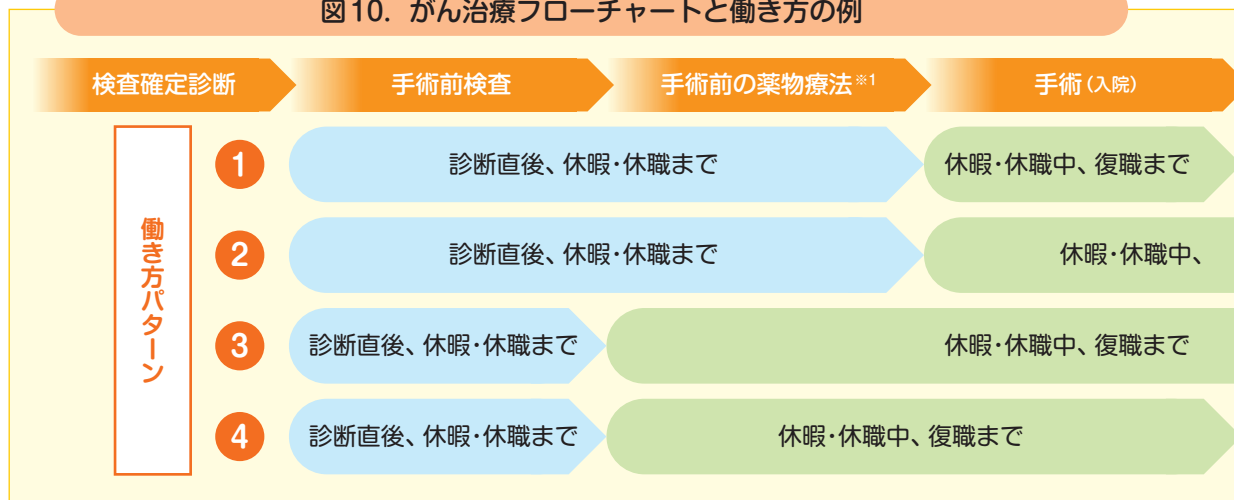 図10. がん治療フローチャートと働き方の例
検査確定診断
手術前検査
手術前の薬物療法※1
手術(入院)
働き方パターン
1
診断直後、休暇・休職まで
休暇・休職中、復職まで
2
診断直後、休暇・休職まで
休暇・休職中、
3
診断直後、休暇・休職まで
休暇・休職中、復職まで
4
診断直後、休暇・休職まで
休暇・休職中、復職まで